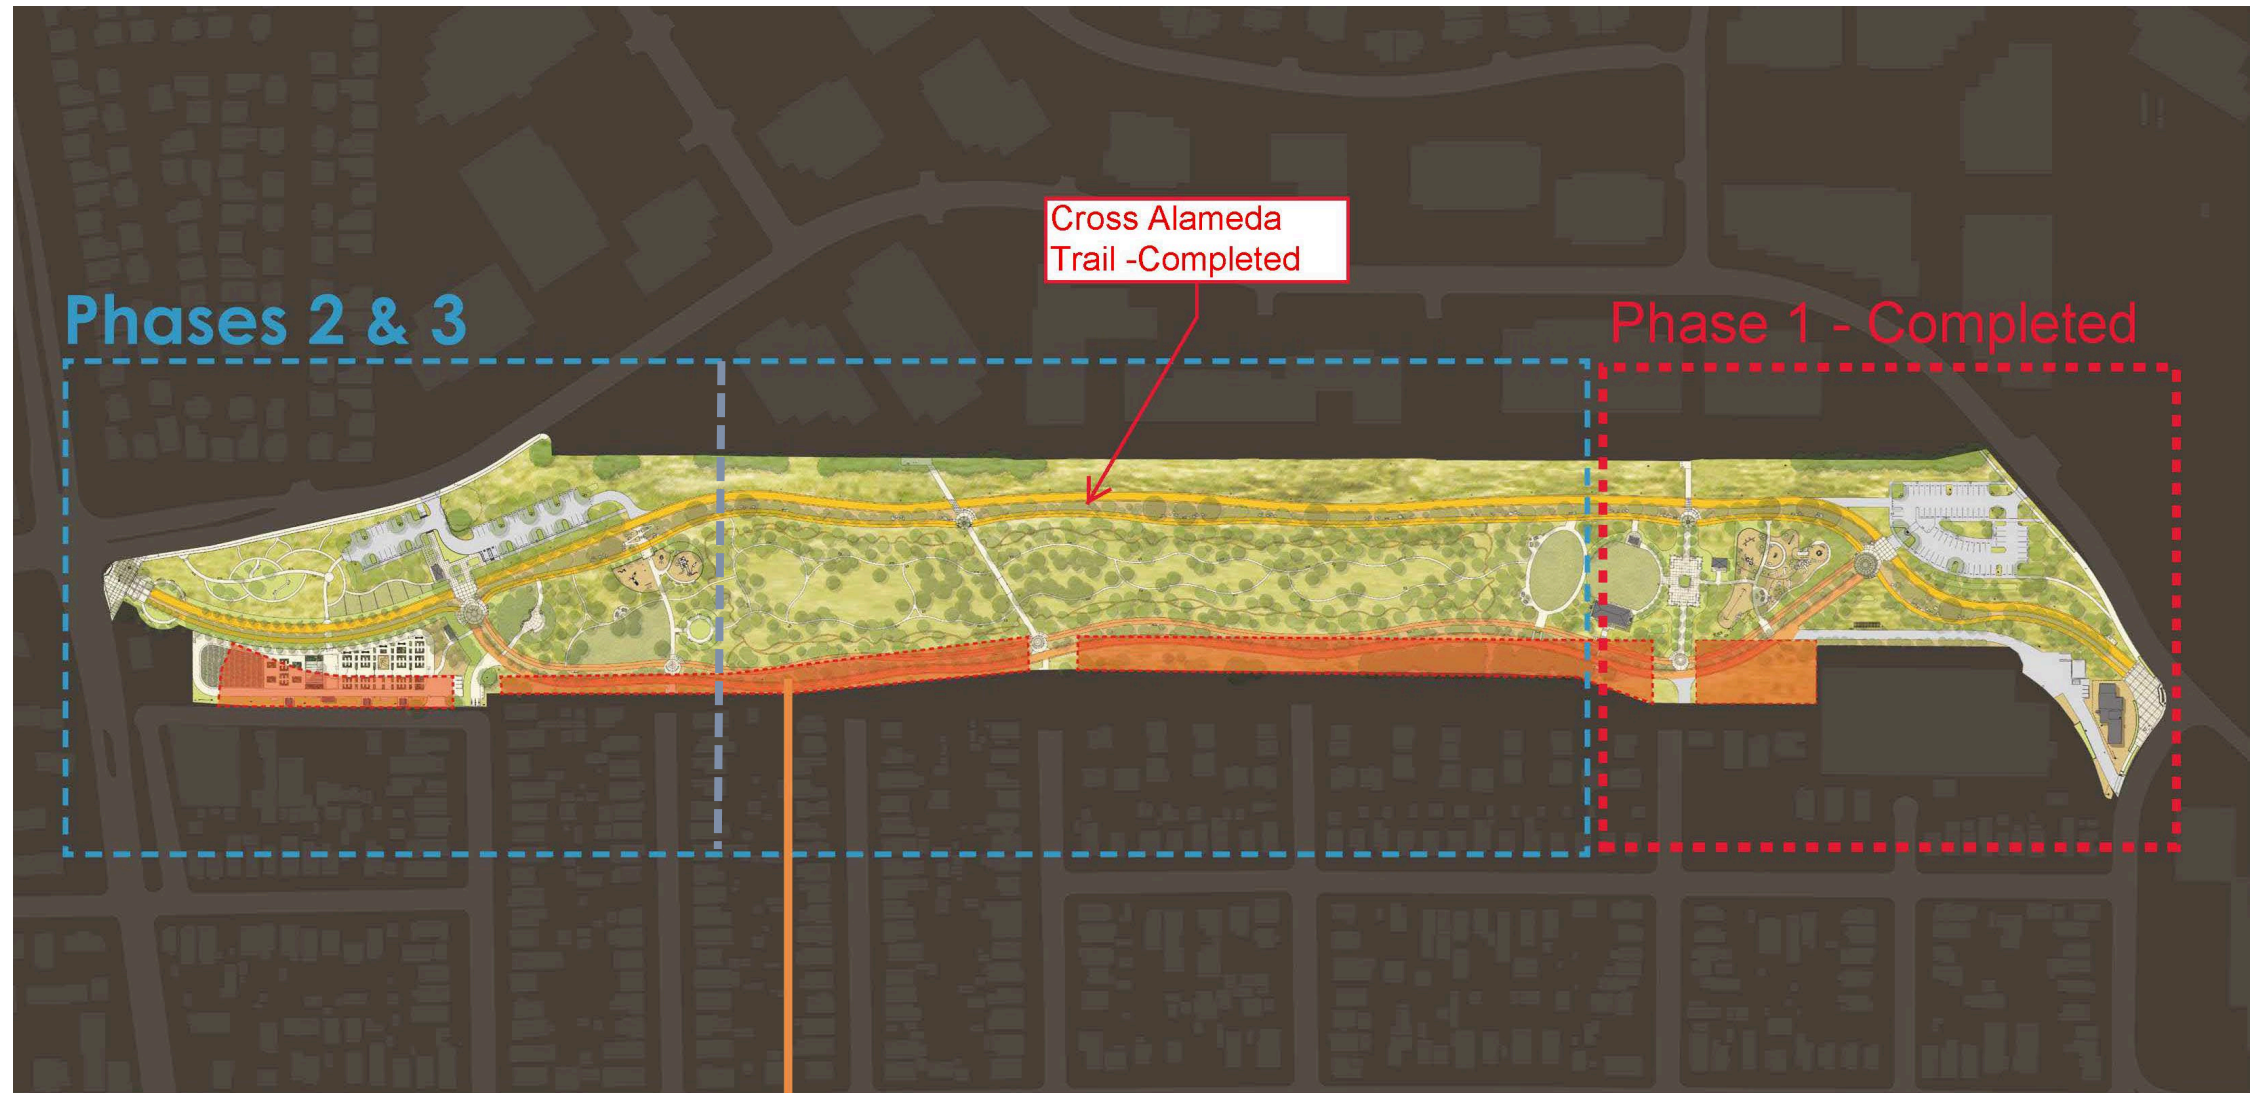 Cross Alameda
Trail -Completed
Phases 2 & 3
Phase 1 - Completed